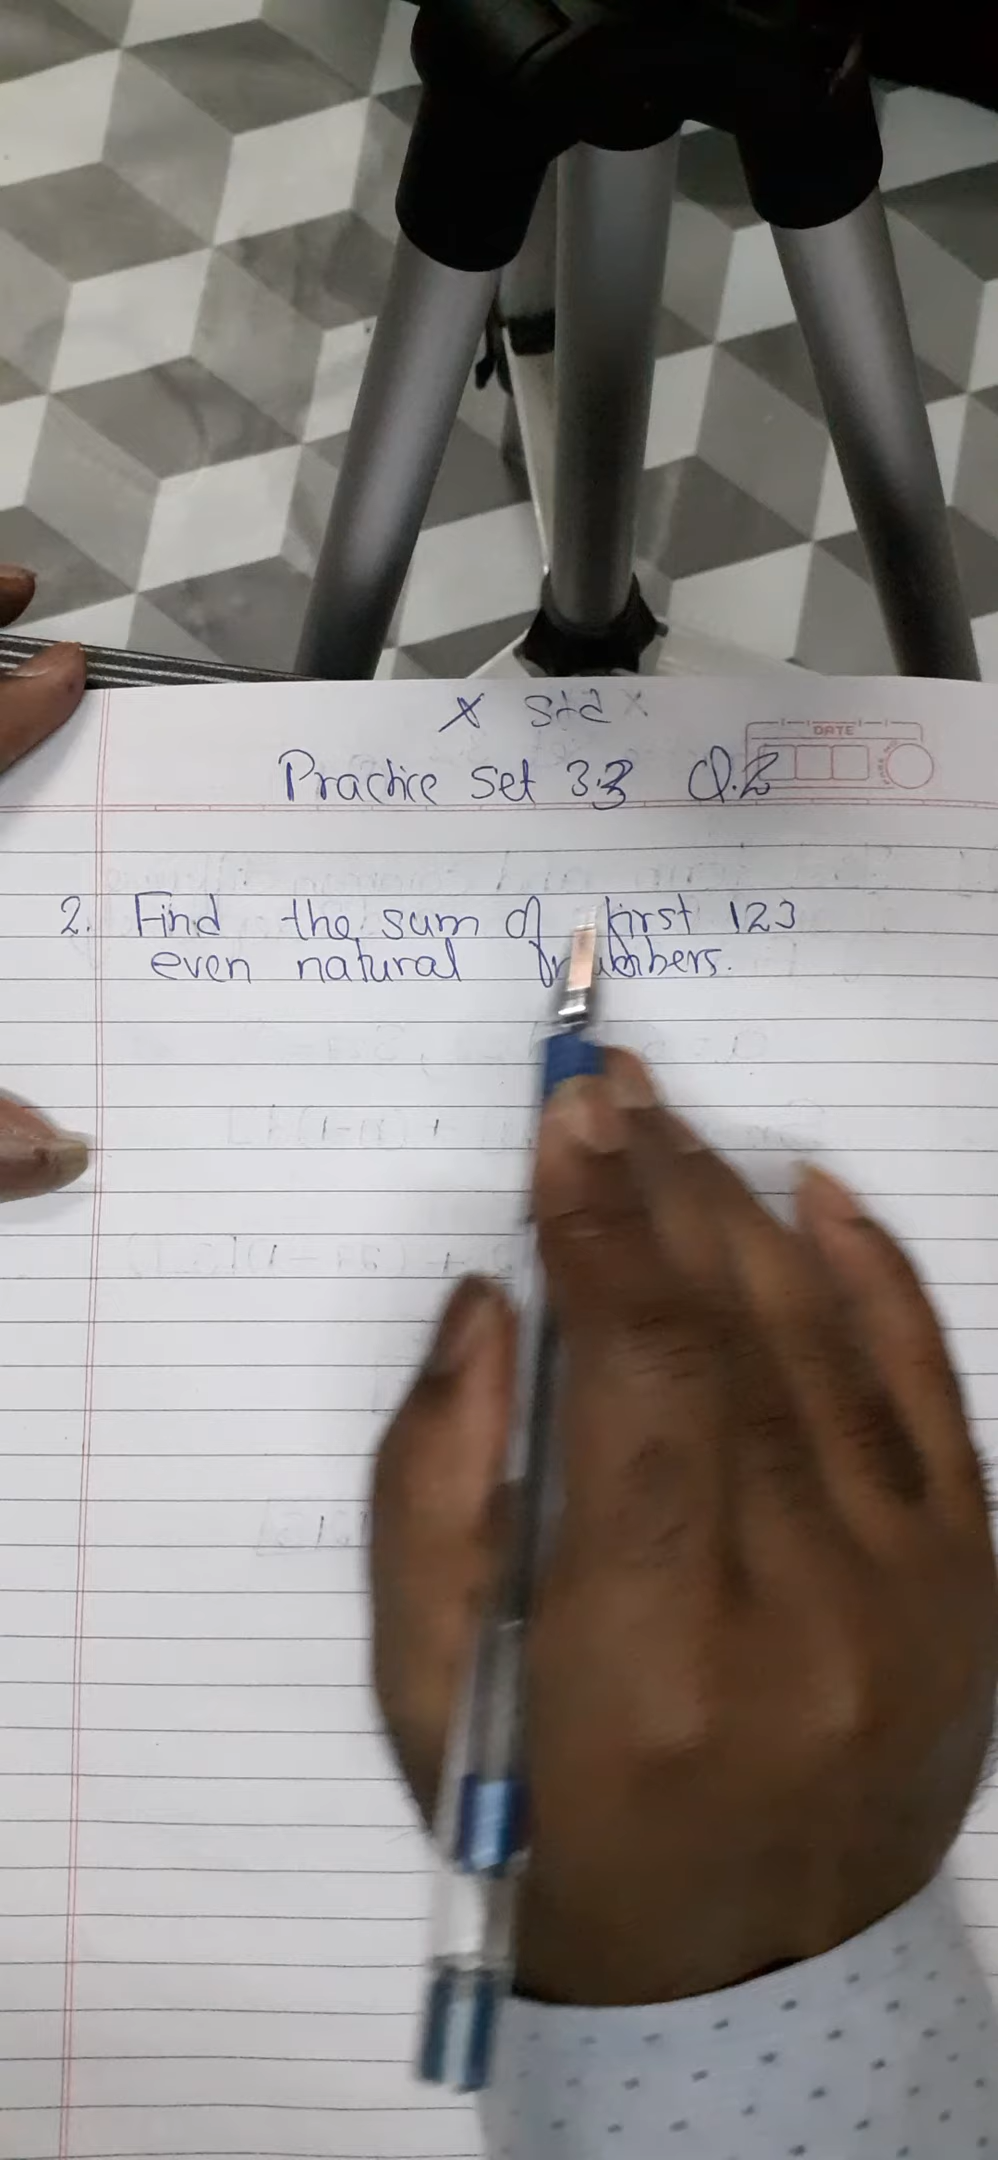 X Std
DATE
Practice Set 3.3 Q.2
2. Find the sum of first 123
even natural numbers.